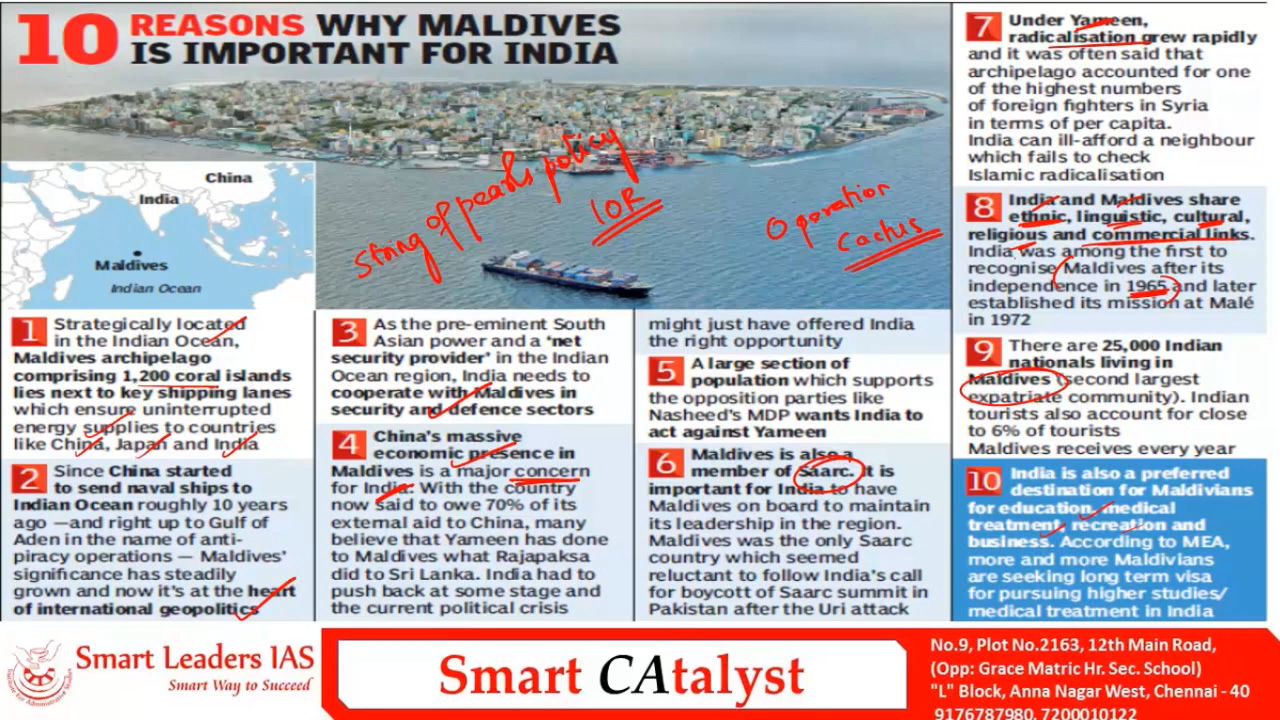 10 REASONS WHY MALDIVES
IS IMPORTANT FOR INDIA
China
India
Maldives
Indian Ocean
String of pearls policy
IOR
Operation
Cactus
1 Strategically located
in the Indian Ocean,
Maldives archipelago
comprising 1,200 coral islands
lies next to key shipping lanes
which ensure uninterrupted
energy supplies to countries
like China, Japan and India
2 Since China started
to send naval ships to
Indian Ocean roughly 10 years
ago —and right up to Gulf of
Aden in the name of anti-
piracy operations — Maldives'
significance has steadily
grown and now it's at the heart
of international geopolitics
3 As the pre-eminent South
Asian power and a 'net
security provider' in the Indian
Ocean region, India needs to
cooperate with Maldives in
security and defence sectors
4 China's massive
economic presence in
Maldives is a major concern
for India. With the country
now said to owe 70% of its
external aid to China, many
believe that Yameen has done
to Maldives what Rajapaksa
did to Sri Lanka. India had to
push back at some stage and
the current political crisis
might just have offered India
the right opportunity
5 A large section of
population which supports
the opposition parties like
Nasheed's MDP wants India to
act against Yameen
6 Maldives is also a
member of Saarc. It is
important for India to have
Maldives on board to maintain
its leadership in the region.
Maldives was the only Saarc
country which seemed
reluctant to follow India's call
for boycott of Saarc summit in
Pakistan after the Uri attack
7 Under Yameen,
radicalisation grew rapidly
and it was often said that
archipelago accounted for one
of the highest numbers
of foreign fighters in Syria
in terms of per capita.
India can ill-afford a neighbour
which fails to check
Islamic radicalisation
8 India and Maldives share
ethnic, linguistic, cultural,
religious and commercial links.
India was among the first to
recognise Maldives after its
independence in 1965 and later
established its mission at Malé
in 1972
9 There are 25,000 Indian
nationals living in
Maldives (second largest
expatriate community). Indian
tourists also account for close
to 6% of tourists
Maldives receives every year
10 India is also a preferred
destination for Maldivians
for education, medical
treatment, recreation and
business. According to MEA,
more and more Maldivians
are seeking long term visa
for pursuing higher studies/
medical treatment in India
Smart Leaders IAS
Smart Way to Succeed
Smart CAtalyst
No.9, Plot No.2163, 12th Main Road,
(Opp: Grace Matric Hr. Sec. School)
"L" Block, Anna Nagar West, Chennai - 40
9176787980, 7200010122